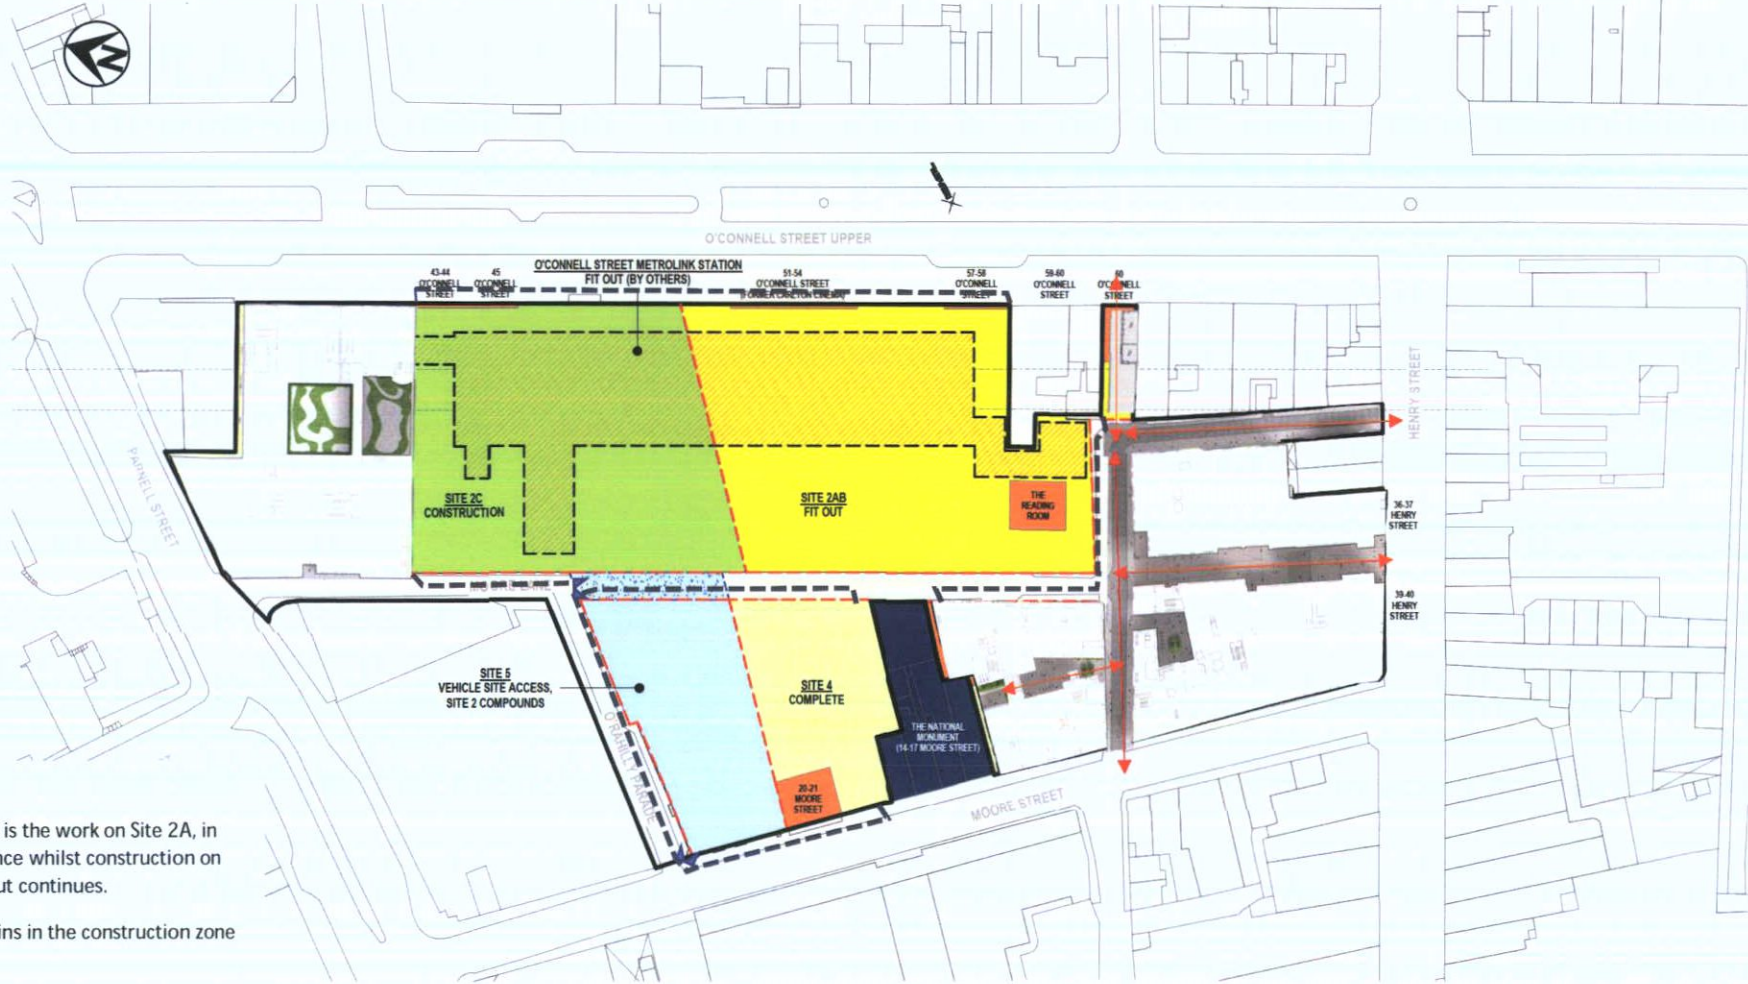 N
O'CONNELL STREET UPPER
O'CONNELL STREET METROLINK STATION
FIT OUT (BY OTHERS)
43-44
O'CONNELL
STREET
45
O'CONNELL
STREET
51-54
O'CONNELL STREET
(FORMER CARLTON CINEMA)
57-58
O'CONNELL
STREET
59-60
O'CONNELL
STREET
60
O'CONNELL
STREET
HENRY STREET
PARNELL STREET
SITE 2C
CONSTRUCTION
SITE 2AB
FIT OUT
THE
READING
ROOM
36-37
HENRY
STREET
MOORE LANE
39-40
HENRY
STREET
SITE 5
VEHICLE SITE ACCESS,
SITE 2 COMPOUNDS
SITE 4
COMPLETE
O'RAHILLY PARADE
THE NATIONAL
MONUMENT
(14-17 MOORE STREET)
20-21
MOORE
STREET
MOORE STREET
is the work on Site 2A, in
nce whilst construction on
ut continues.
ins in the construction zone